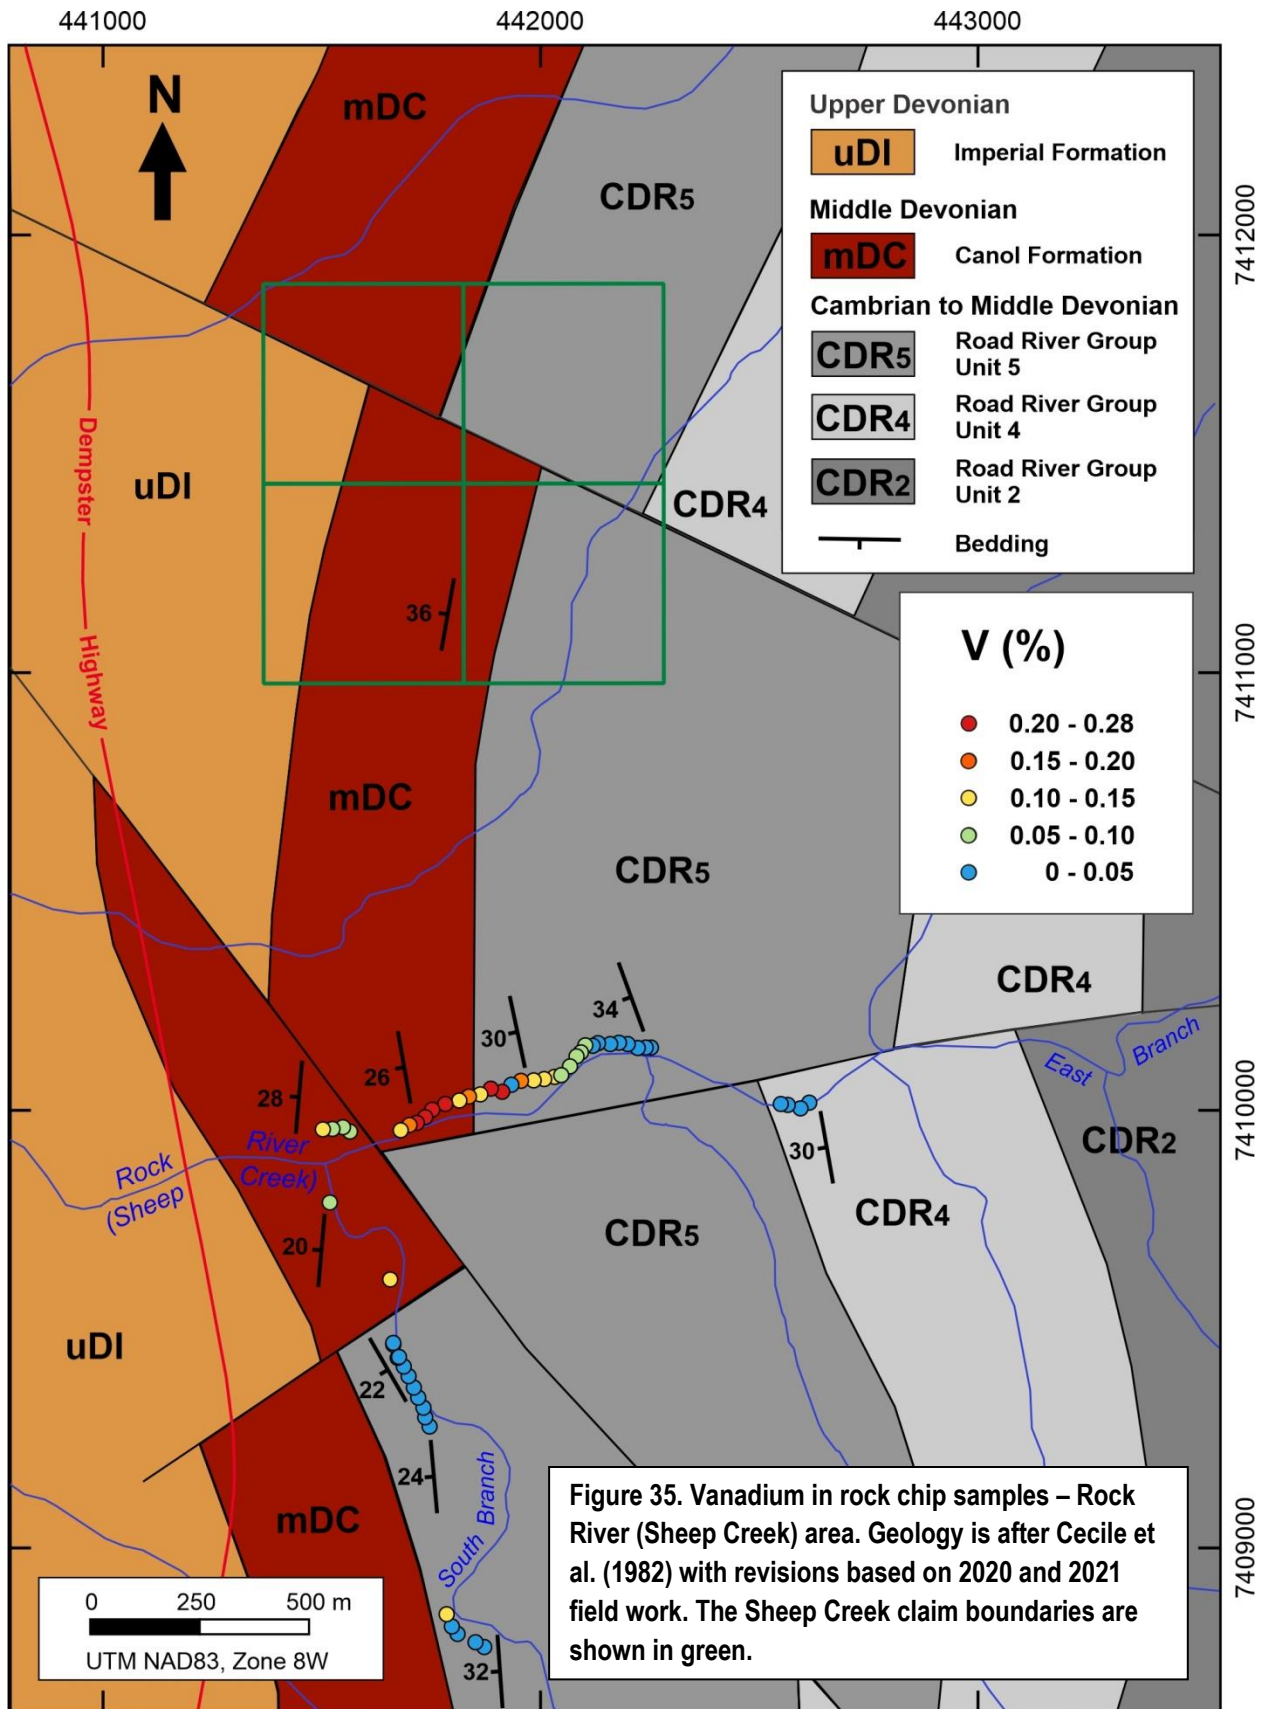 441000
442000
443000
N
mDC
CDR5
uDI
CDR4
Upper Devonian
uDI
Imperial Formation
Middle Devonian
mDC
Canol Formation
Cambrian to Middle Devonian
CDR5
Road River Group
Unit 5
CDR4
Road River Group
Unit 4
CDR2
Road River Group
Unit 2
Bedding
7412000
7411000
7410000
7409000
V (%)
0.20 - 0.28
0.15 - 0.20
0.10 - 0.15
0.05 - 0.10
0 - 0.05
Dempster
Highway
36
mDC
CDR5
CDR4
34
30
26
28
East
Branch
River
Rock
Creek)
(Sheep
30
CDR2
CDR4
CDR5
20
uDI
22
24
South Branch
mDC
32
0
250
500 m
UTM NAD83, Zone 8W
Figure 35. Vanadium in rock chip samples – Rock
River (Sheep Creek) area. Geology is after Cecile et
al. (1982) with revisions based on 2020 and 2021
field work. The Sheep Creek claim boundaries are
shown in green.